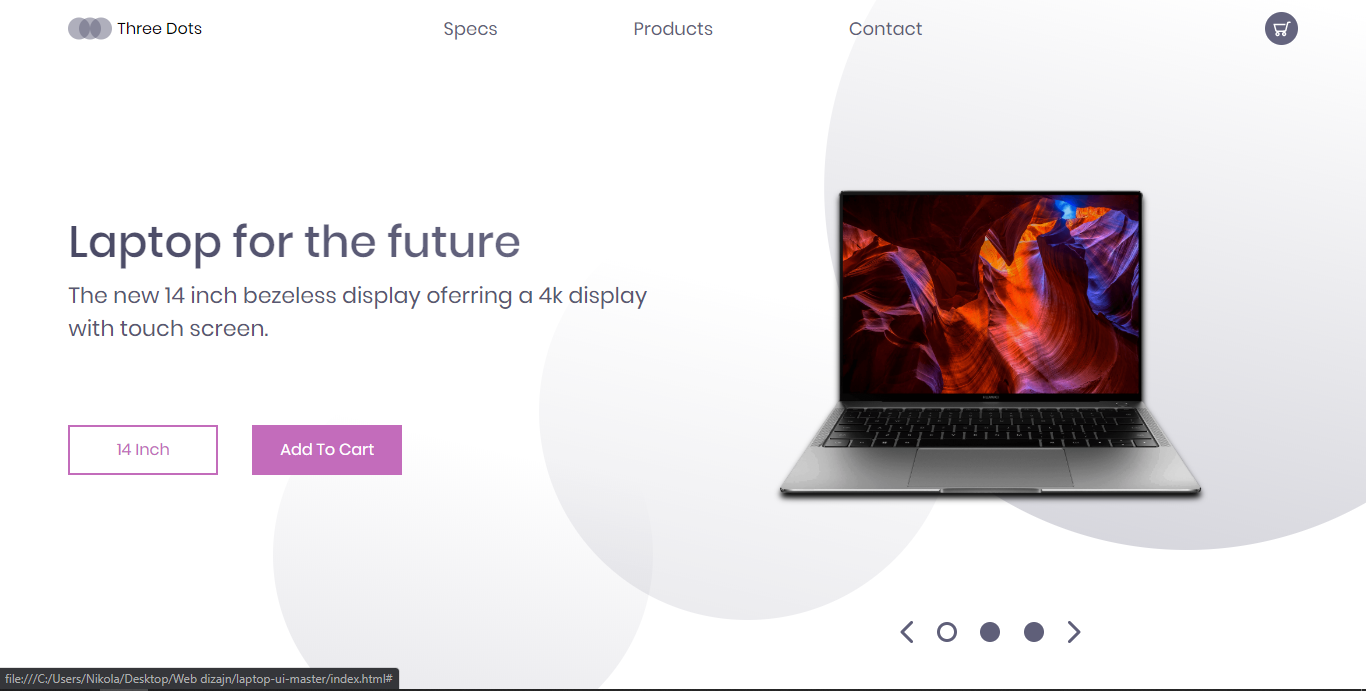 Three Dots
Specs
Products
Contact
Laptop for the future
The new 14 inch bezeless display oferring a 4k display
with touch screen.
14 Inch
Add To Cart
file:///C:/Users/Nikola/Desktop/Web dizajn/laptop-ui-master/index.html#